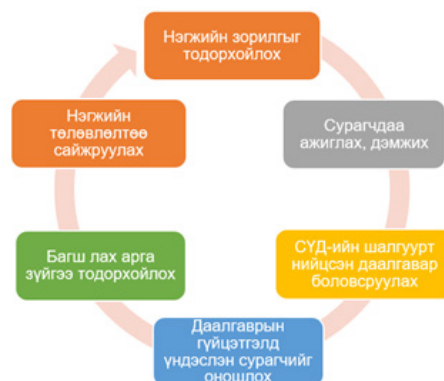 Нэгжийн зорилгыг
тодорхойлох
Сурагчдаа
ажиглах, дэмжих
СҮД-ийн шалгуурт
нийцсэн даалгавар
боловсруулах
Даалгаврын
гүйцэтгэлд
үндэслэн сурагчийг
оношлох
Багш лах арга
зүйгээ тодорхойлох
Нэгжийн
төлөвлөлтөө
сайжруулах